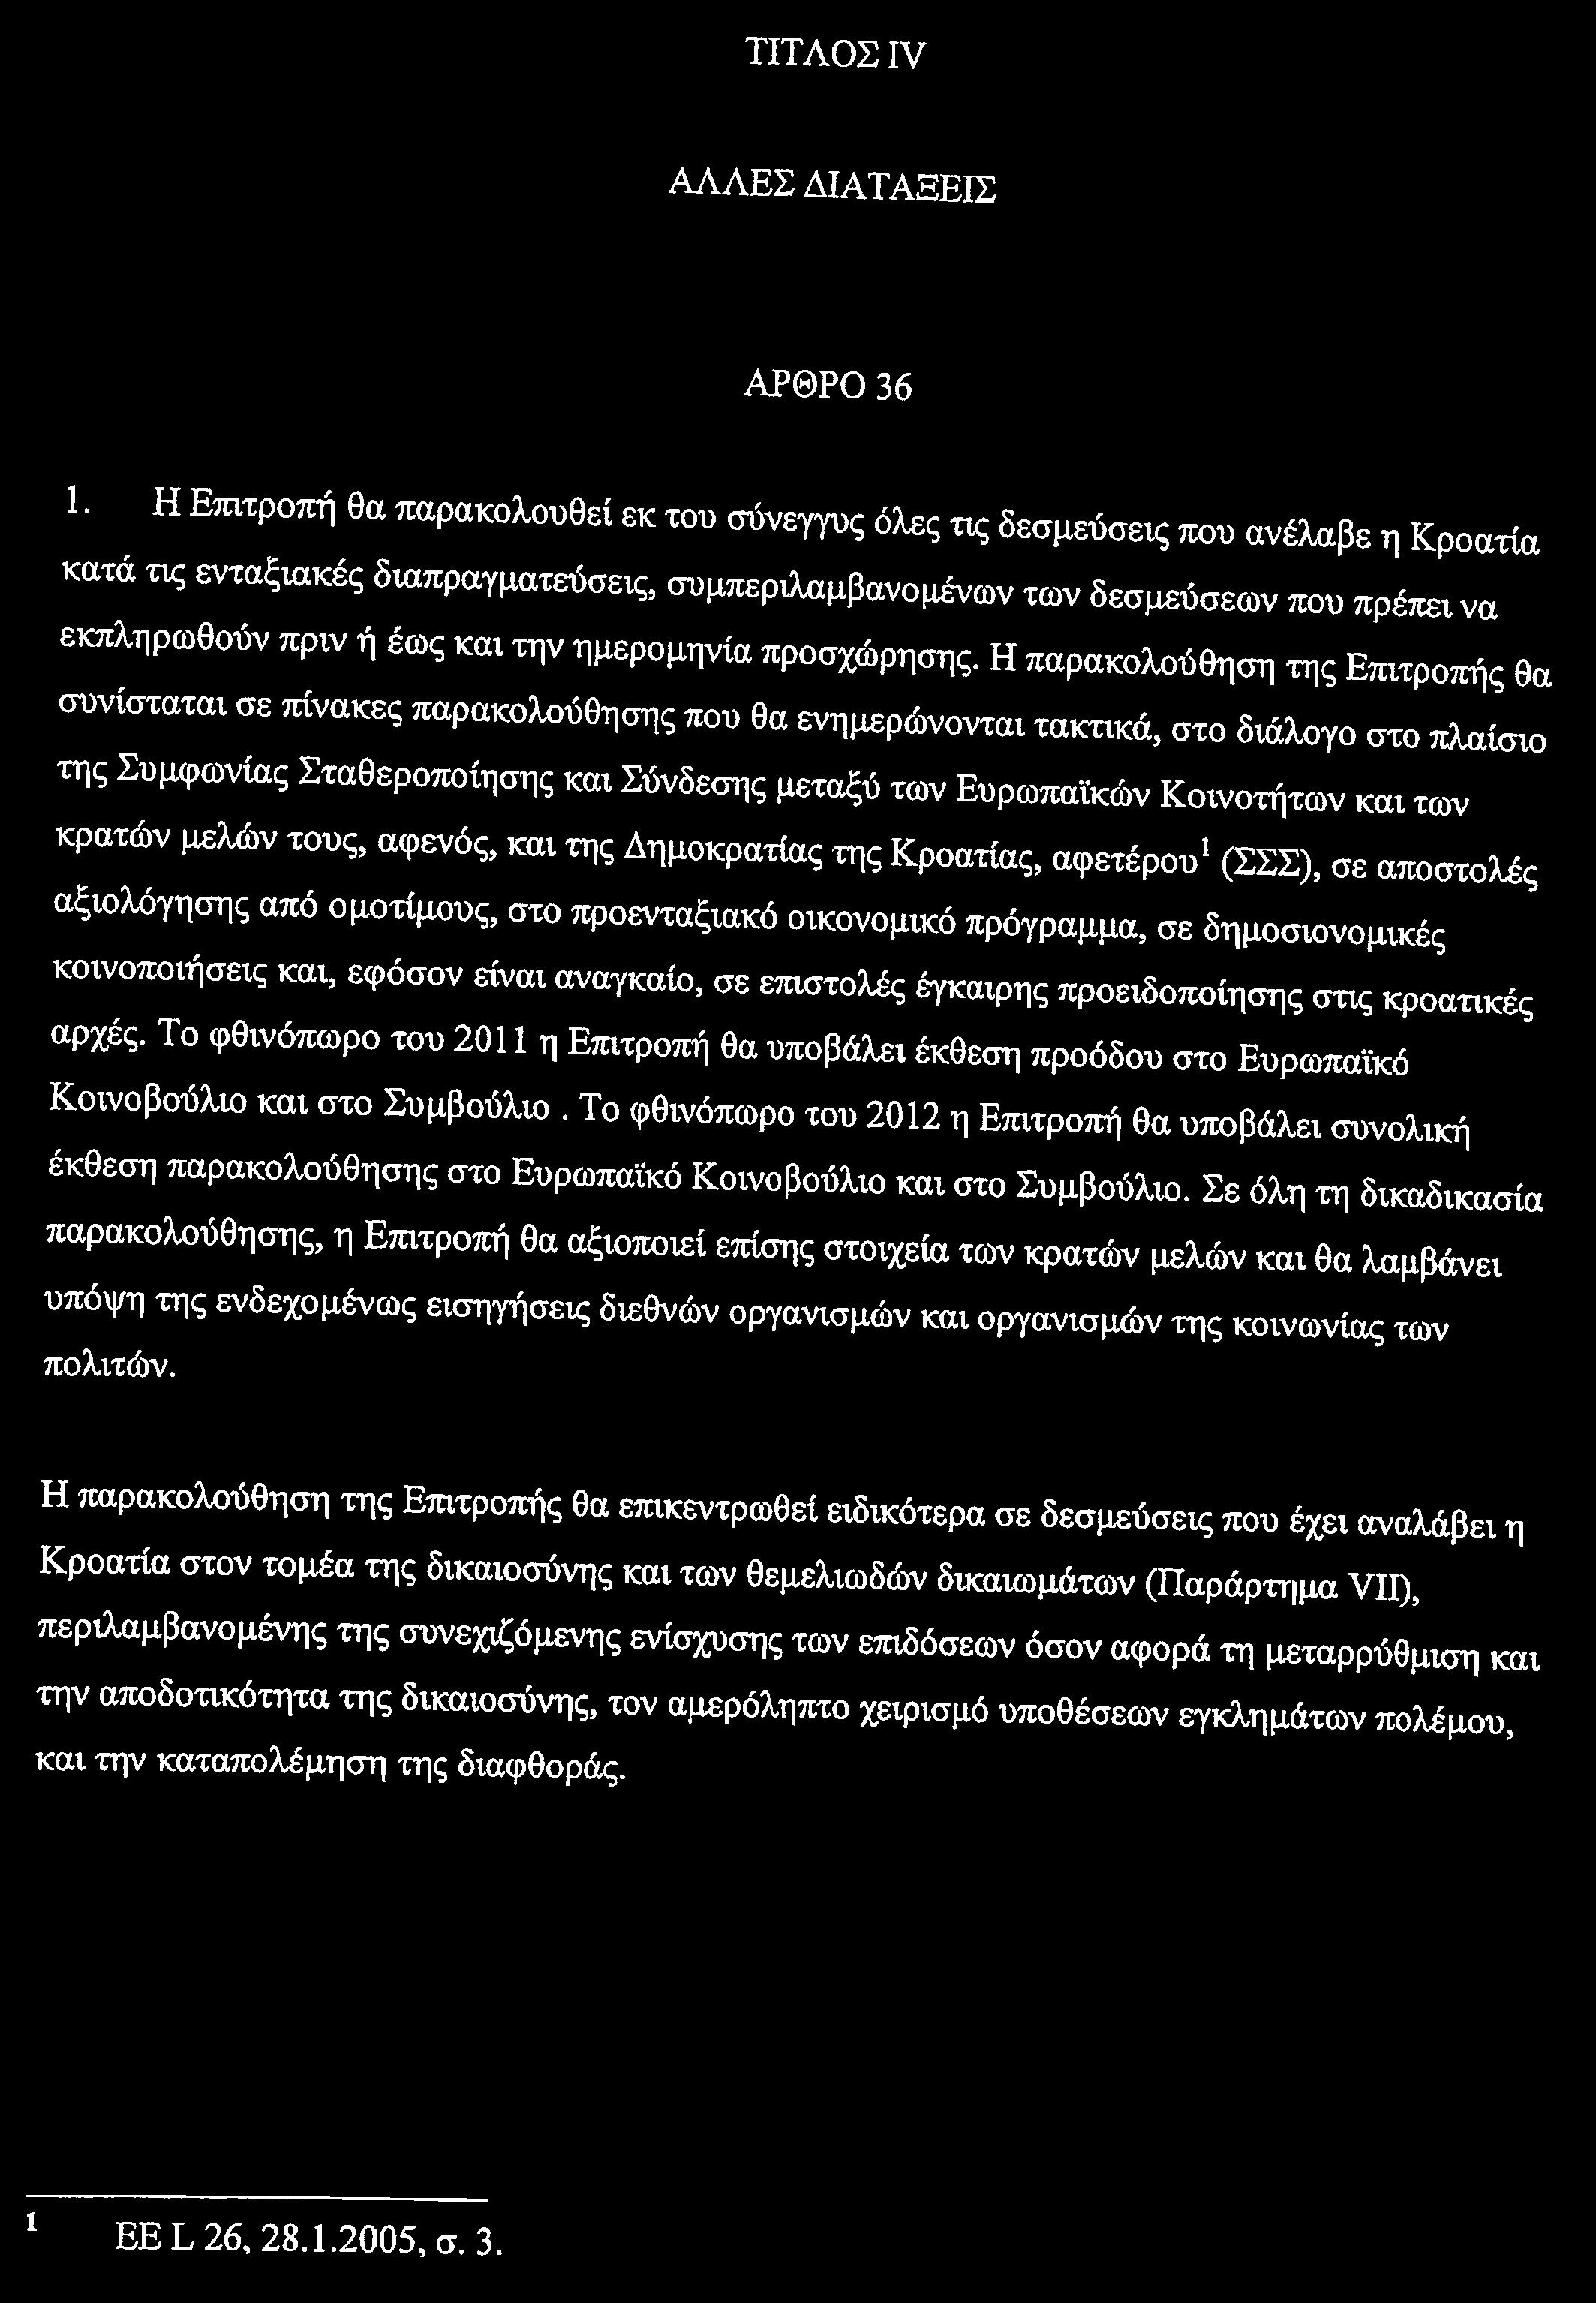 ΤΙΤΛΟΣ IV
ΑΛΛΕΣ ΔΙΑΤΑΞΕΙΣ
ΑΡΘΡΟ 36
1. Η Επιτροπή θα παρακολουθεί εκ του σύνεγγυς όλες τις δεσμεύσεις που ανέλαβε η Κροατία
κατά τις ενταξιακές διαπραγματεύσεις, συμπεριλαμβανομένων των δεσμεύσεων που πρέπει να
εκπληρωθούν πριν ή έως και την ημερομηνία προσχώρησης. Η παρακολούθηση της Επιτροπής θα
συνίσταται σε πίνακες παρακολούθησης που θα ενημερώνονται τακτικά, στο διάλογο στο πλαίσιο
της Συμφωνίας Σταθεροποίησης και Σύνδεσης μεταξύ των Ευρωπαϊκών Κοινοτήτων και των
κρατών μελών τους, αφενός, και της Δημοκρατίας της Κροατίας, αφετέρου¹ (ΣΣΣ), σε αποστολές
αξιολόγησης από ομοτίμους, στο προενταξιακό οικονομικό πρόγραμμα, σε δημοσιονομικές
κοινοποιήσεις και, εφόσον είναι αναγκαίο, σε επιστολές έγκαιρης προειδοποίησης στις κροατικές
αρχές. Το φθινόπωρο του 2011 η Επιτροπή θα υποβάλει έκθεση προόδου στο Ευρωπαϊκό
Κοινοβούλιο και στο Συμβούλιο . Το φθινόπωρο του 2012 η Επιτροπή θα υποβάλει συνολική
έκθεση παρακολούθησης στο Ευρωπαϊκό Κοινοβούλιο και στο Συμβούλιο. Σε όλη τη δικαδικασία
παρακολούθησης, η Επιτροπή θα αξιοποιεί επίσης στοιχεία των κρατών μελών και θα λαμβάνει
υπόψη της ενδεχομένως εισηγήσεις διεθνών οργανισμών και οργανισμών της κοινωνίας των
πολιτών.
Η παρακολούθηση της Επιτροπής θα επικεντρωθεί ειδικότερα σε δεσμεύσεις που έχει αναλάβει η
Κροατία στον τομέα της δικαιοσύνης και των θεμελιωδών δικαιωμάτων (Παράρτημα VII),
περιλαμβανομένης της συνεχιζόμενης ενίσχυσης των επιδόσεων όσον αφορά τη μεταρρύθμιση και
την αποδοτικότητα της δικαιοσύνης, τον αμερόληπτο χειρισμό υποθέσεων εγκλημάτων πολέμου,
και την καταπολέμηση της διαφθοράς.
¹ ΕΕ L 26, 28.1.2005, σ. 3.